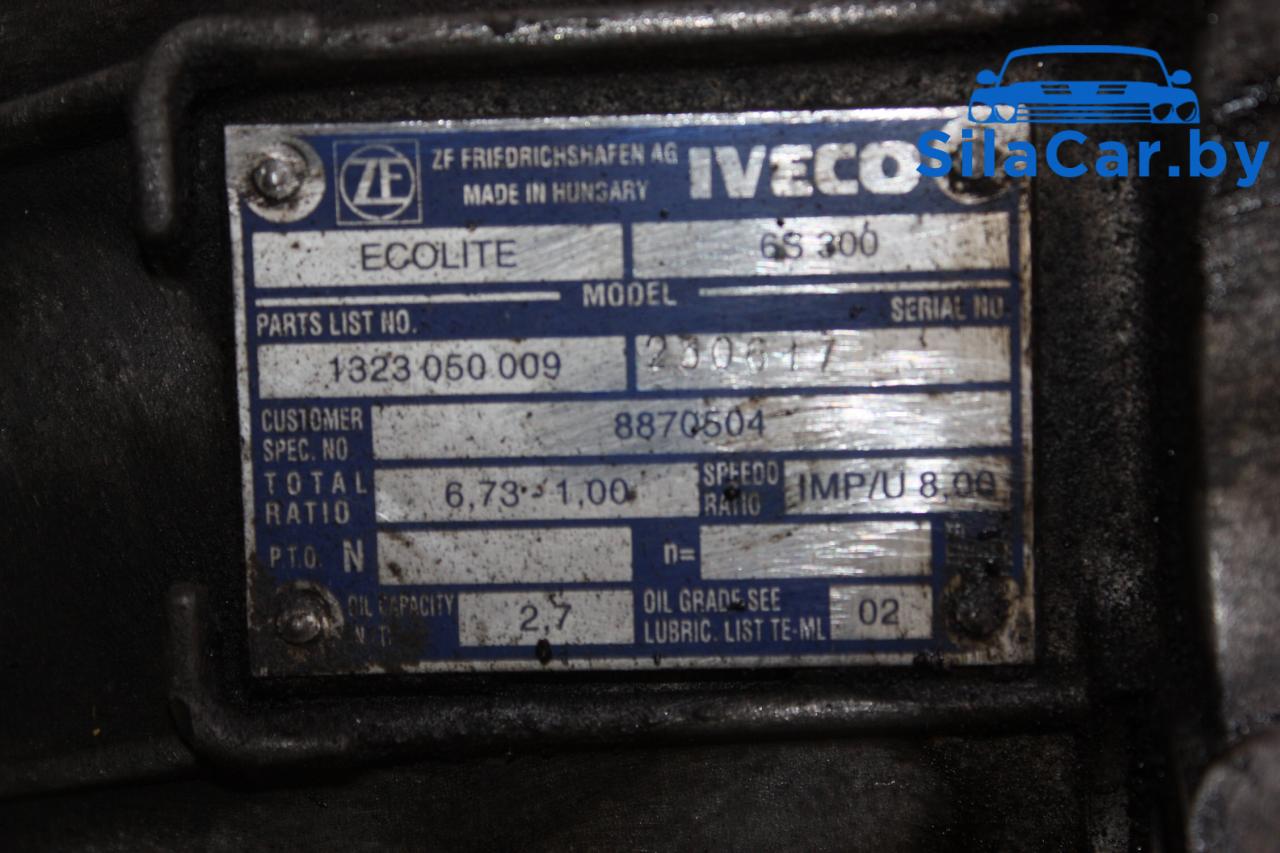 SilaCar.by
ZF
ZF FRIEDRICHSHAFEN AG
MADE IN HUNGARY
IVECO
ECOLITE
6S 300
MODEL
PARTS LIST NO.
SERIAL NO.
1323 050 009
230617
CUSTOMER
SPEC. NO
8870504
TOTAL
RATIO
6,73 - 1,00
SPEEDO
RATIO
IMP/U 8,00
P.T.O. N
n=
OIL CAPACITY
2,7
OIL GRADE SEE
LUBRIC. LIST TE-ML
02